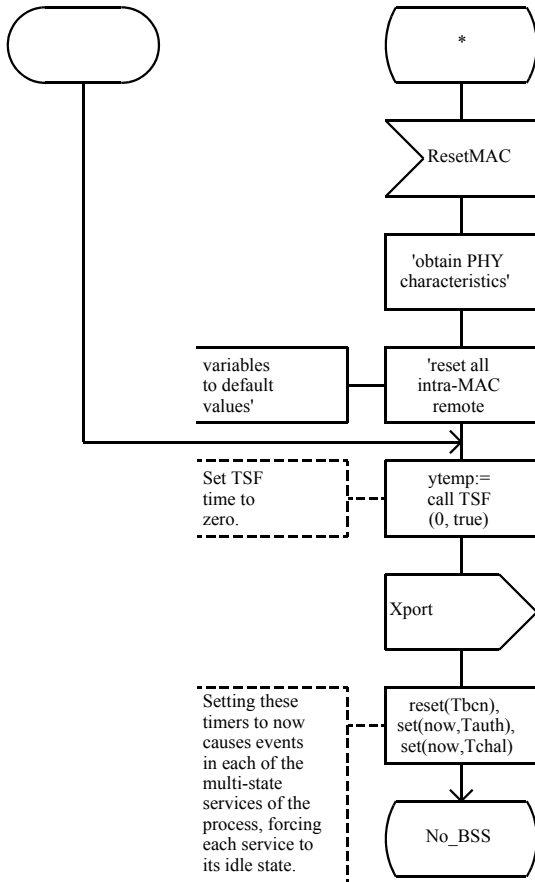 *
ResetMAC
'obtain PHY
characteristics'
variables
to default
values'
'reset all
intra-MAC
remote
Set TSF
time to
zero.
ytemp:=
call TSF
(0, true)
Xport
Setting these
timers to now
causes events
in each of the
multi-state
services of the
process, forcing
each service to
its idle state.
reset(Tbcn),
set(now,Tauth),
set(now,Tchal)
No_BSS